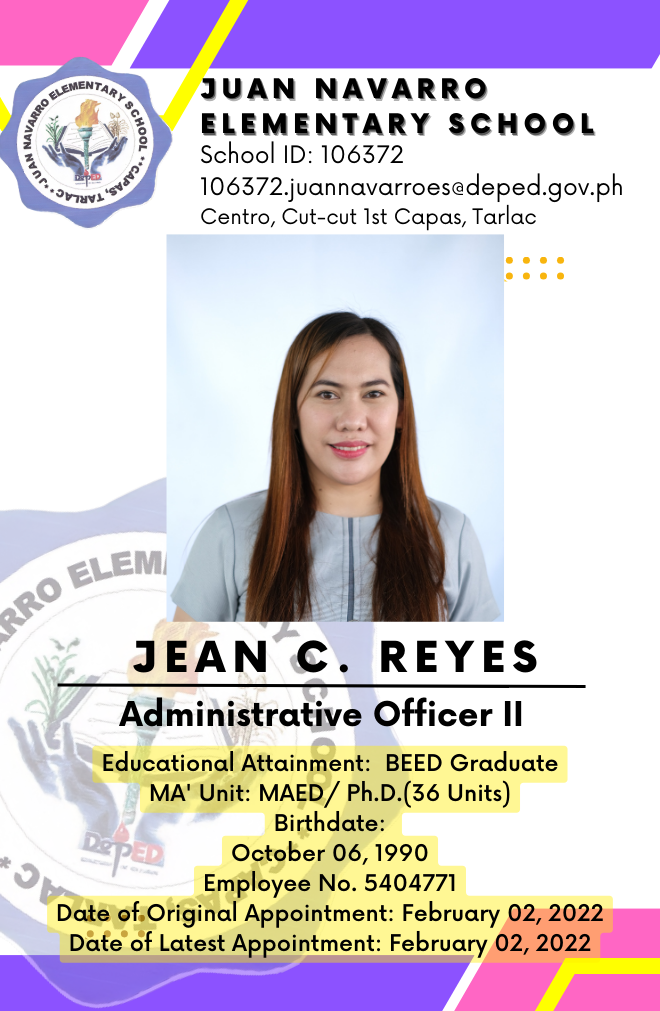 JUAN NAVARRO
ELEMENTARY SCHOOL
School ID: 106372
106372.juannavarroes@deped.gov.ph
Centro, Cut-cut 1st Capas, Tarlac
JUAN NAVARRO ELEMENTARY SCHOOL
* CAPAS, TARLAC *
DepED
JEAN C. REYES
Administrative Officer II
Educational Attainment:  BEED Graduate
MA' Unit: MAED/ Ph.D.(36 Units)
Birthdate:
October 06, 1990
Employee No. 5404771
Date of Original Appointment: February 02, 2022
Date of Latest Appointment: February 02, 2022
DepED